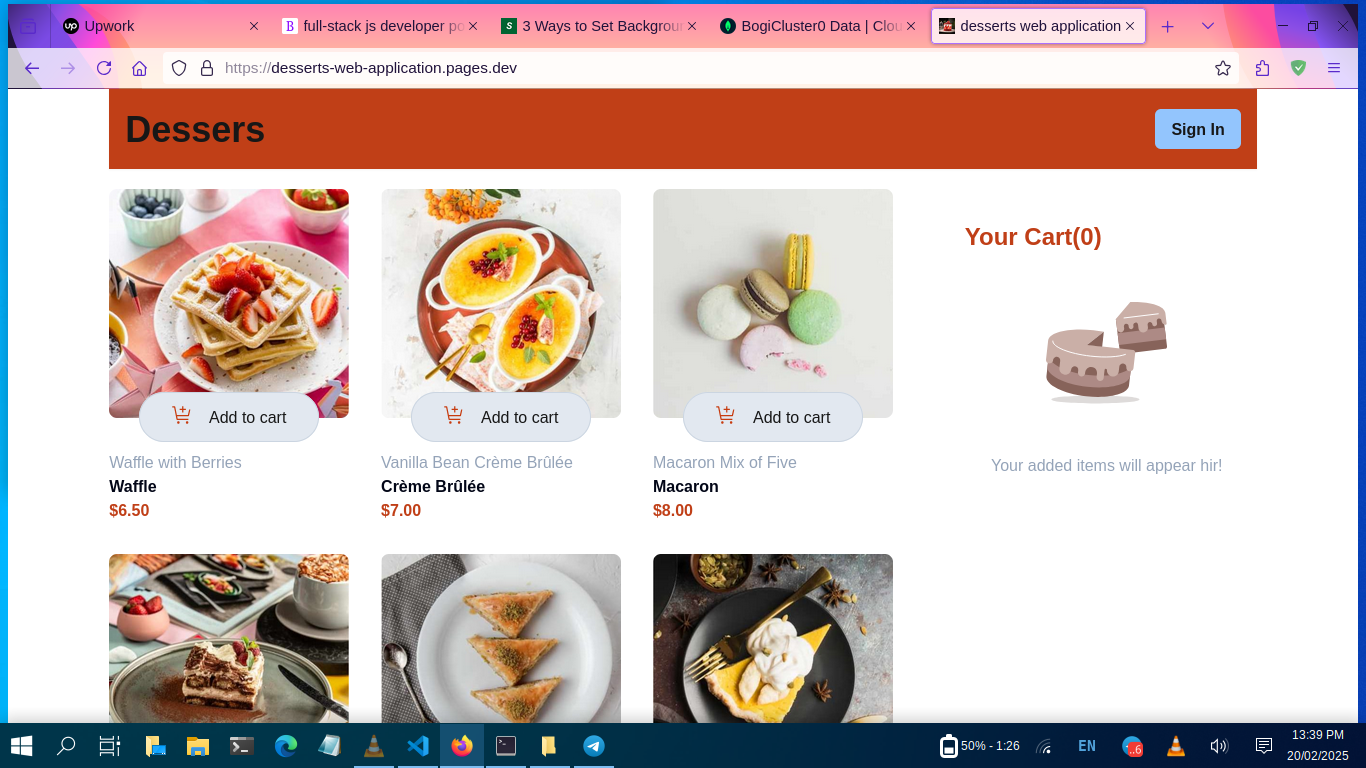 Upwork
full-stack js developer po
3 Ways to Set Backgroun
BogiCluster0 Data | Clou
desserts web application
https://desserts-web-application.pages.dev
Dessers
Sign In
Your Cart(0)
Add to cart
Add to cart
Add to cart
Waffle with Berries
Waffle
$6.50
Vanilla Bean Crème Brûlée
Crème Brûlée
$7.00
Macaron Mix of Five
Macaron
$8.00
Your added items will appear hir!
50% - 1:26
EN
13:39 PM
20/02/2025